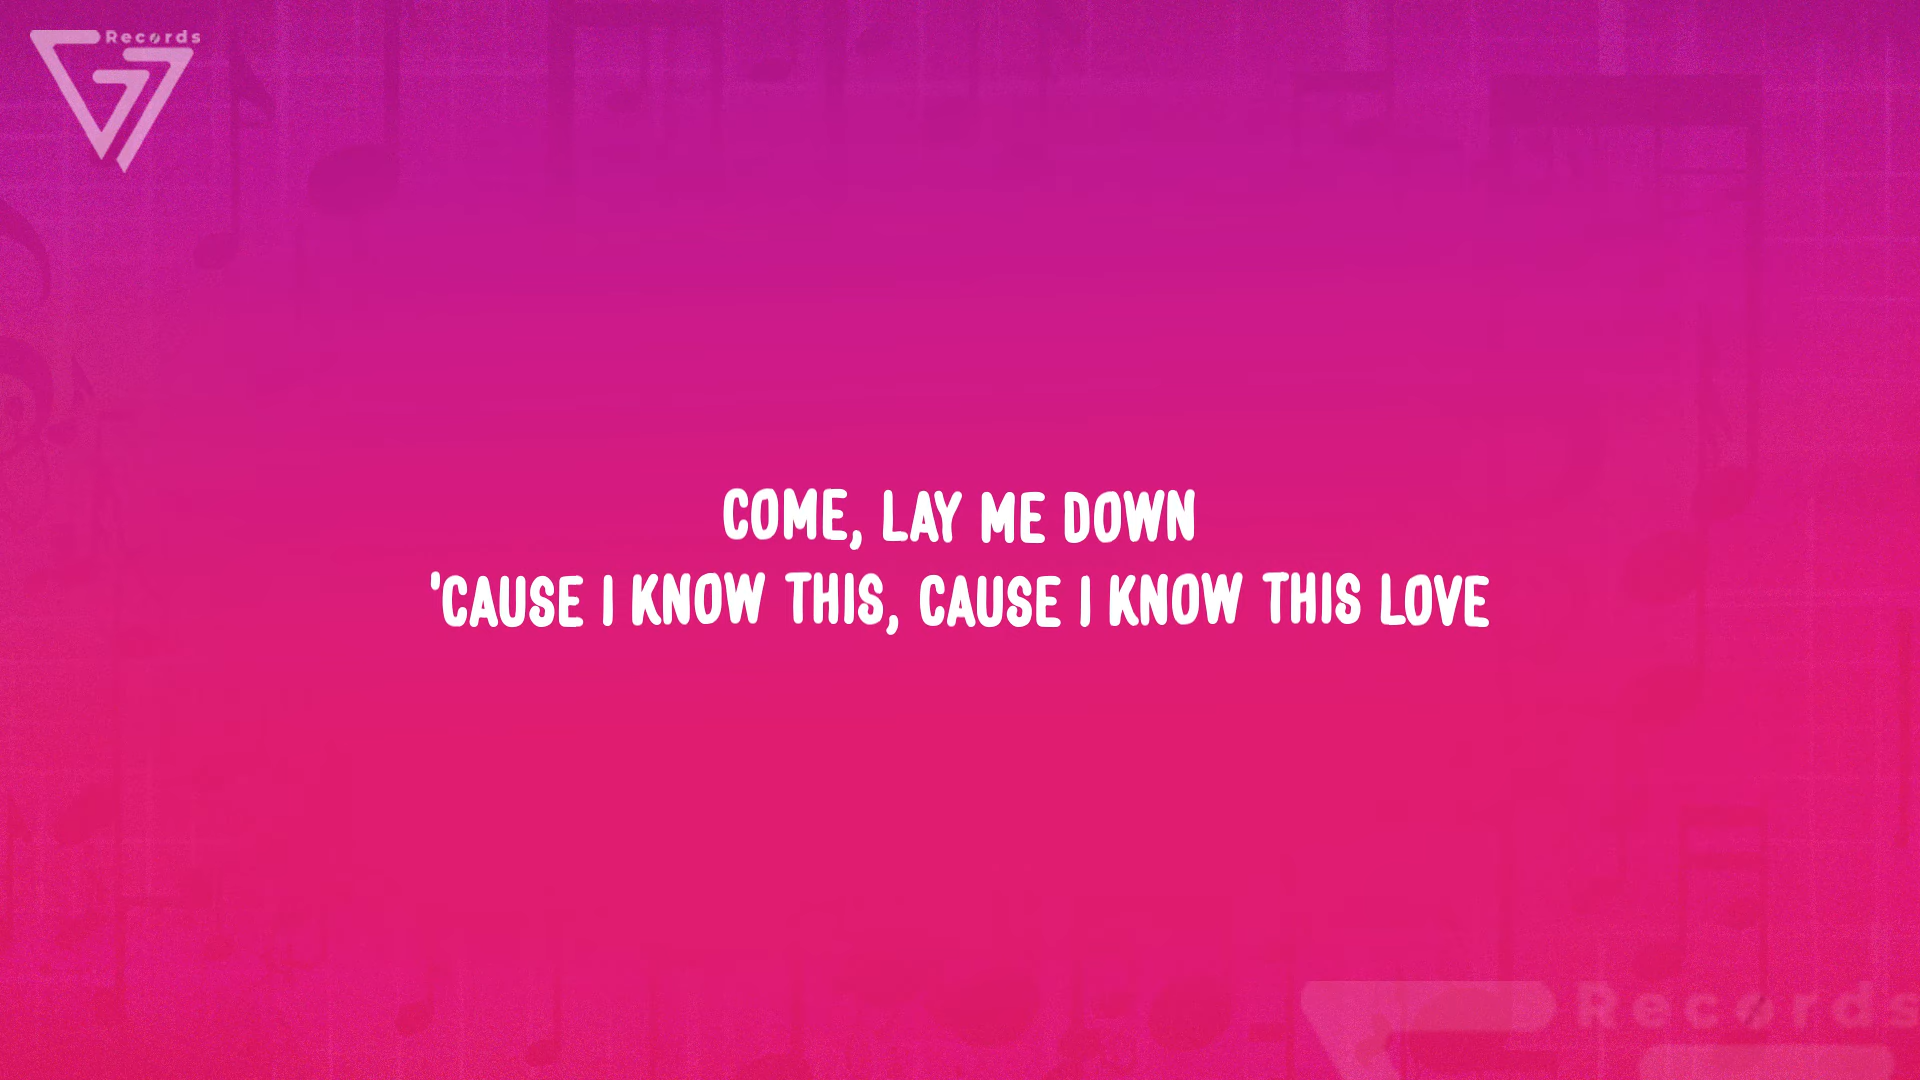 Records
COME, LAY ME DOWN
'CAUSE I KNOW THIS, CAUSE I KNOW THIS LOVE
Records